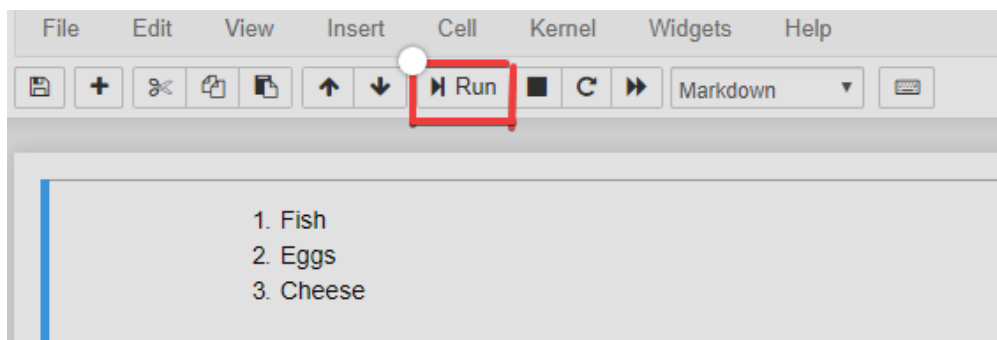 File Edit View Insert Cell Kernel Widgets Help
Run Markdown
1. Fish
2. Eggs
3. Cheese